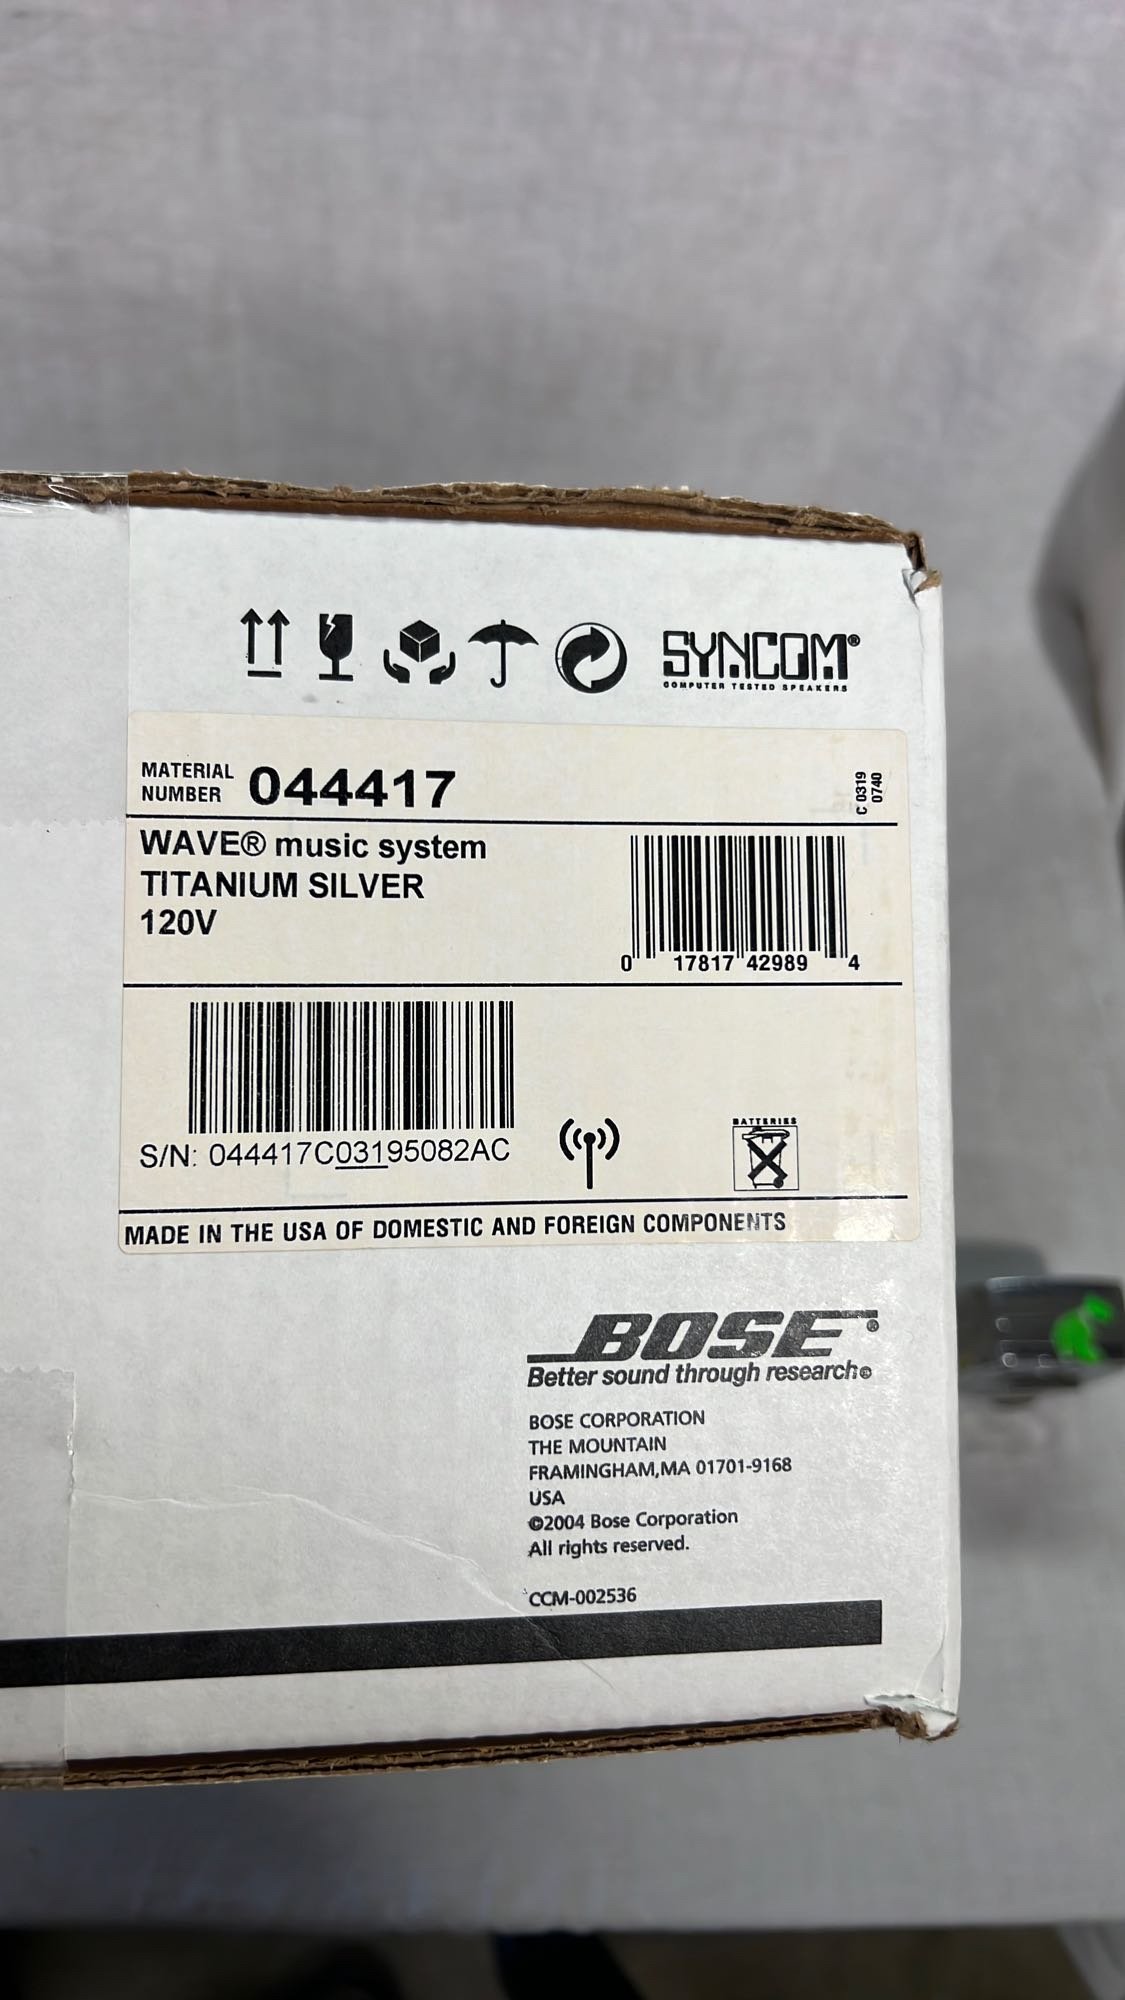 SYNCOM®
COMPUTER TESTED SPEAKERS
MATERIAL
NUMBER
044417
C 0319
0740
WAVE® music system
TITANIUM SILVER
120V
0 17817 42989 4
S/N: 044417C03195082AC
BATTERIES
MADE IN THE USA OF DOMESTIC AND FOREIGN COMPONENTS
BOSE®
Better sound through research®
BOSE CORPORATION
THE MOUNTAIN
FRAMINGHAM,MA 01701-9168
USA
©2004 Bose Corporation
All rights reserved.
CCM-002536